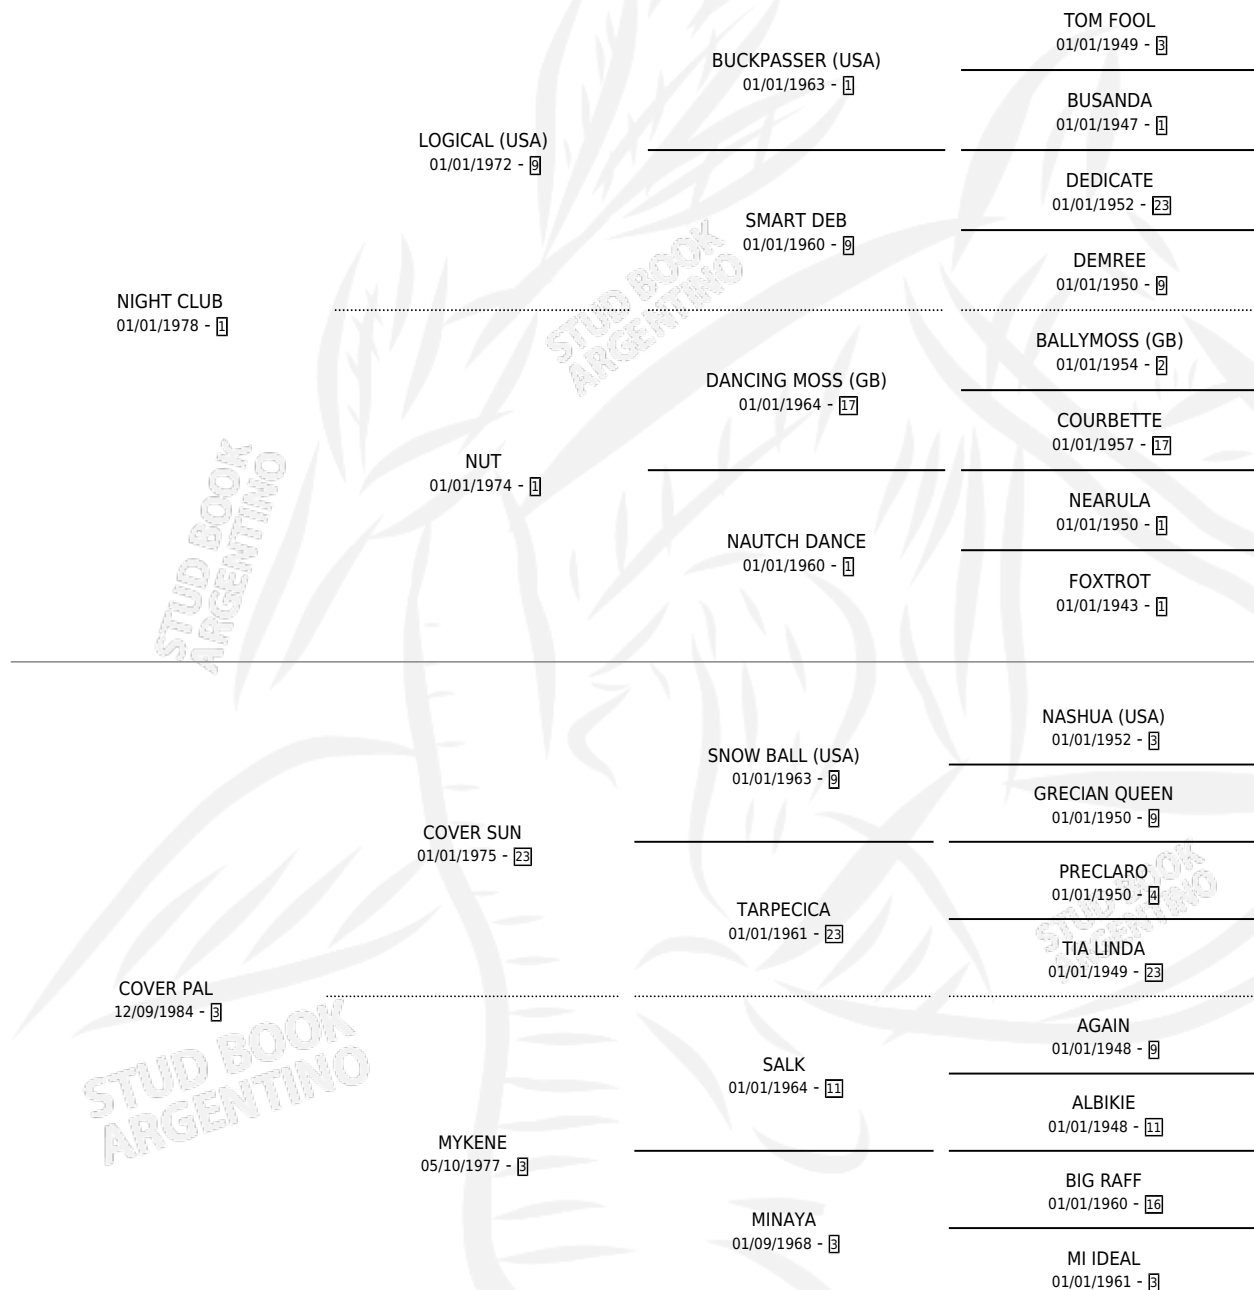 TOM FOOL
01/01/1949 - 3
BUCKPASSER (USA)
01/01/1963 - 1
BUSANDA
01/01/1947 - 1
LOGICAL (USA)
01/01/1972 - 9
DEDICATE
01/01/1952 - 23
SMART DEB
01/01/1960 - 9
DEMREE
01/01/1950 - 9
NIGHT CLUB
01/01/1978 - 1
BALLYMOSS (GB)
01/01/1954 - 2
DANCING MOSS (GB)
01/01/1964 - 17
COURBETTE
01/01/1957 - 17
NUT
01/01/1974 - 1
NEARULA
01/01/1950 - 1
NAUTCH DANCE
01/01/1960 - 1
FOXTROT
01/01/1943 - 1
NASHUA (USA)
01/01/1952 - 3
SNOW BALL (USA)
01/01/1963 - 9
GRECIAN QUEEN
01/01/1950 - 9
COVER SUN
01/01/1975 - 23
PRECLARO
01/01/1950 - 4
TARPECICA
01/01/1961 - 23
TIA LINDA
01/01/1949 - 23
COVER PAL
12/09/1984 - 3
AGAIN
01/01/1948 - 9
SALK
01/01/1964 - 11
ALBIKIE
01/01/1948 - 11
MYKENE
05/10/1977 - 3
BIG RAFF
01/01/1960 - 16
MINAYA
01/09/1968 - 3
MI IDEAL
01/01/1961 - 3
STUD BOOK
ARGENTINO
STUD BOOK
ARGENTINO
STUD BOOK
ARGENTINO
STUD BOOK
ARGENTINO